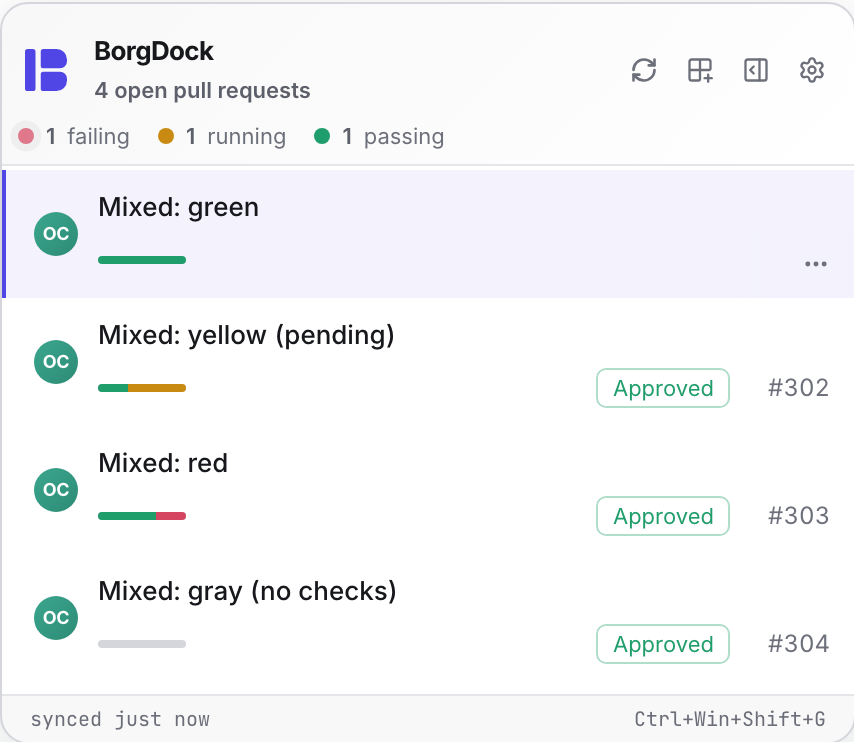 BorgDock
4 open pull requests
1 failing 1 running 1 passing
OC Mixed: green
OC Mixed: yellow (pending)
Approved #302
OC Mixed: red
Approved #303
OC Mixed: gray (no checks)
Approved #304
synced just now Ctrl+Win+Shift+G